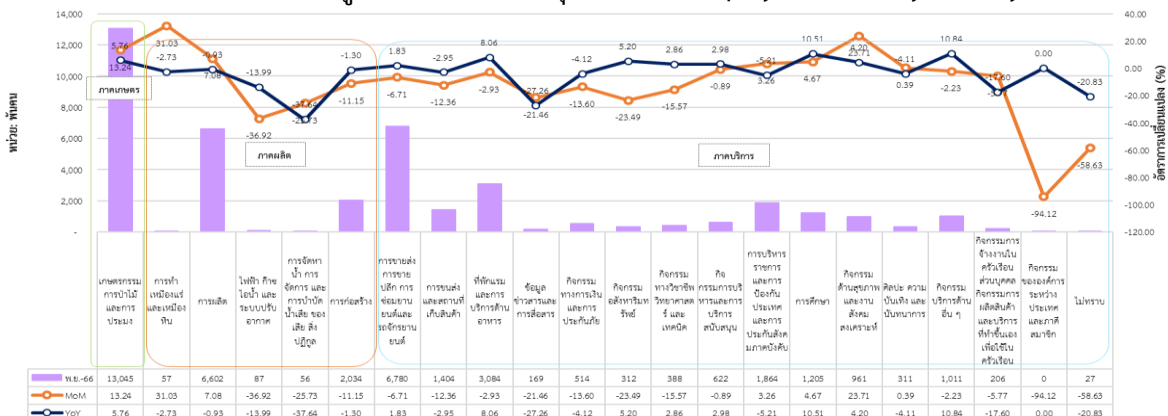 14,000
12,000
10,000
8,000
6,000
4,000
2,000
-
40.00
20.00
0.00
-20.00
-40.00
-60.00
-80.00
-100.00
-120.00
หน่วย: พันคน
อัตราการเปลี่ยนแปลง (%)
ภาคเกษตร
ภาคผลิต
ภาคบริการ
5.76
13.24
31.03
-2.73
-0.93
7.08
-13.99
-36.92
-37.64
-25.73
-1.30
-11.15
1.83
-6.71
-2.95
-12.36
8.06
-2.93
-27.26
-21.46
-4.12
-13.60
5.20
-23.49
2.86
-15.57
2.98
-0.89
-5.21
3.26
10.51
4.67
4.20
23.71
-4.11
0.39
10.84
-2.23
-17.60
0.00
-94.12
-20.83
-58.63
เกษตรกรรม การป่าไม้ และการประมง
การทำเหมืองแร่และเหมืองหิน
การผลิต
ไฟฟ้า ก๊าซ ไอน้ำ และระบบปรับอากาศ
การจัดหาน้ำ การจัดการ และการบำบัดน้ำเสีย ของเสีย สิ่งปฏิกูล
การก่อสร้าง
การขายส่ง การขายปลีก การซ่อมยานยนต์และรถจักรยานยนต์
การขนส่ง และสถานที่เก็บสินค้า
ที่พักแรมและการบริการด้านอาหาร
ข้อมูลข่าวสารและการสื่อสาร
กิจกรรมทางการเงินและการประกันภัย
กิจกรรมอสังหาริมทรัพย์
กิจกรรมทางวิชาชีพ วิทยาศาสตร์ และเทคนิค
กิจกรรมการบริหารและการบริการสนับสนุน
การบริหารราชการ และการป้องกันประเทศ และการประกันสังคมภาคบังคับ
การศึกษา
กิจกรรมด้านสุขภาพและงานสังคมสงเคราะห์
ศิลปะ ความบันเทิง และนันทนาการ
กิจกรรมบริการด้านอื่น ๆ
กิจกรรมการจ้างงานในครัวเรือนส่วนบุคคล กิจกรรมการผลิตสินค้าและบริการที่ทำขึ้นเองเพื่อใช้ในครัวเรือน
กิจกรรมขององค์การระหว่างประเทศและภาคีสมาชิก
ไม่ทราบ
พ.ย.-66 13,045 57 6,602 87 56 2,034 6,780 1,404 3,084 169 514 312 388 622 1,864 1,205 961 311 1,011 206 0 27
MoM 13.24 31.03 7.08 -36.92 -25.73 -11.15 -6.71 -12.36 -2.93 -21.46 -13.60 -23.49 -15.57 -0.89 3.26 4.67 23.71 0.39 -2.23 -5.77 -94.12 -58.63
YoY 5.76 -2.73 -0.93 -13.99 -37.64 -1.30 1.83 -2.95 8.06 -27.26 -4.12 5.20 2.86 2.98 -5.21 10.51 4.20 -4.11 10.84 -17.60 0.00 -20.83